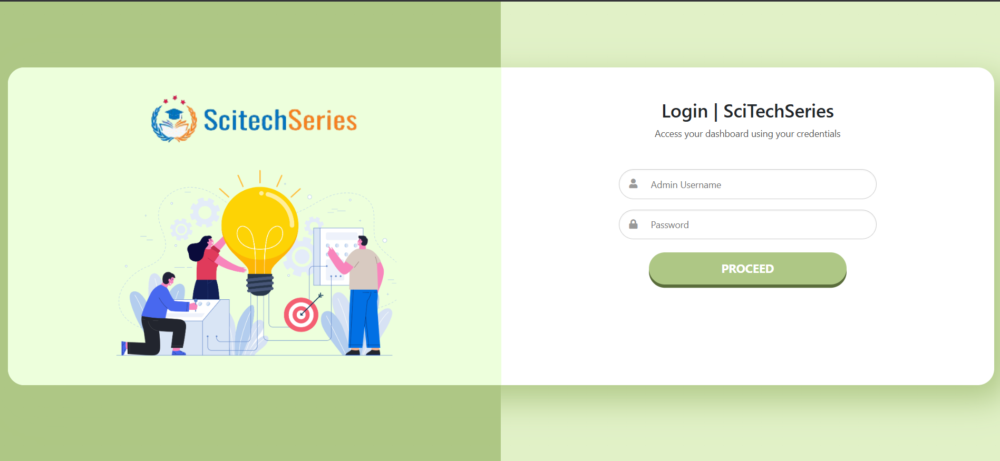 ScitechSeries
Login | SciTechSeries
Access your dashboard using your credentials
Admin Username
Password
PROCEED